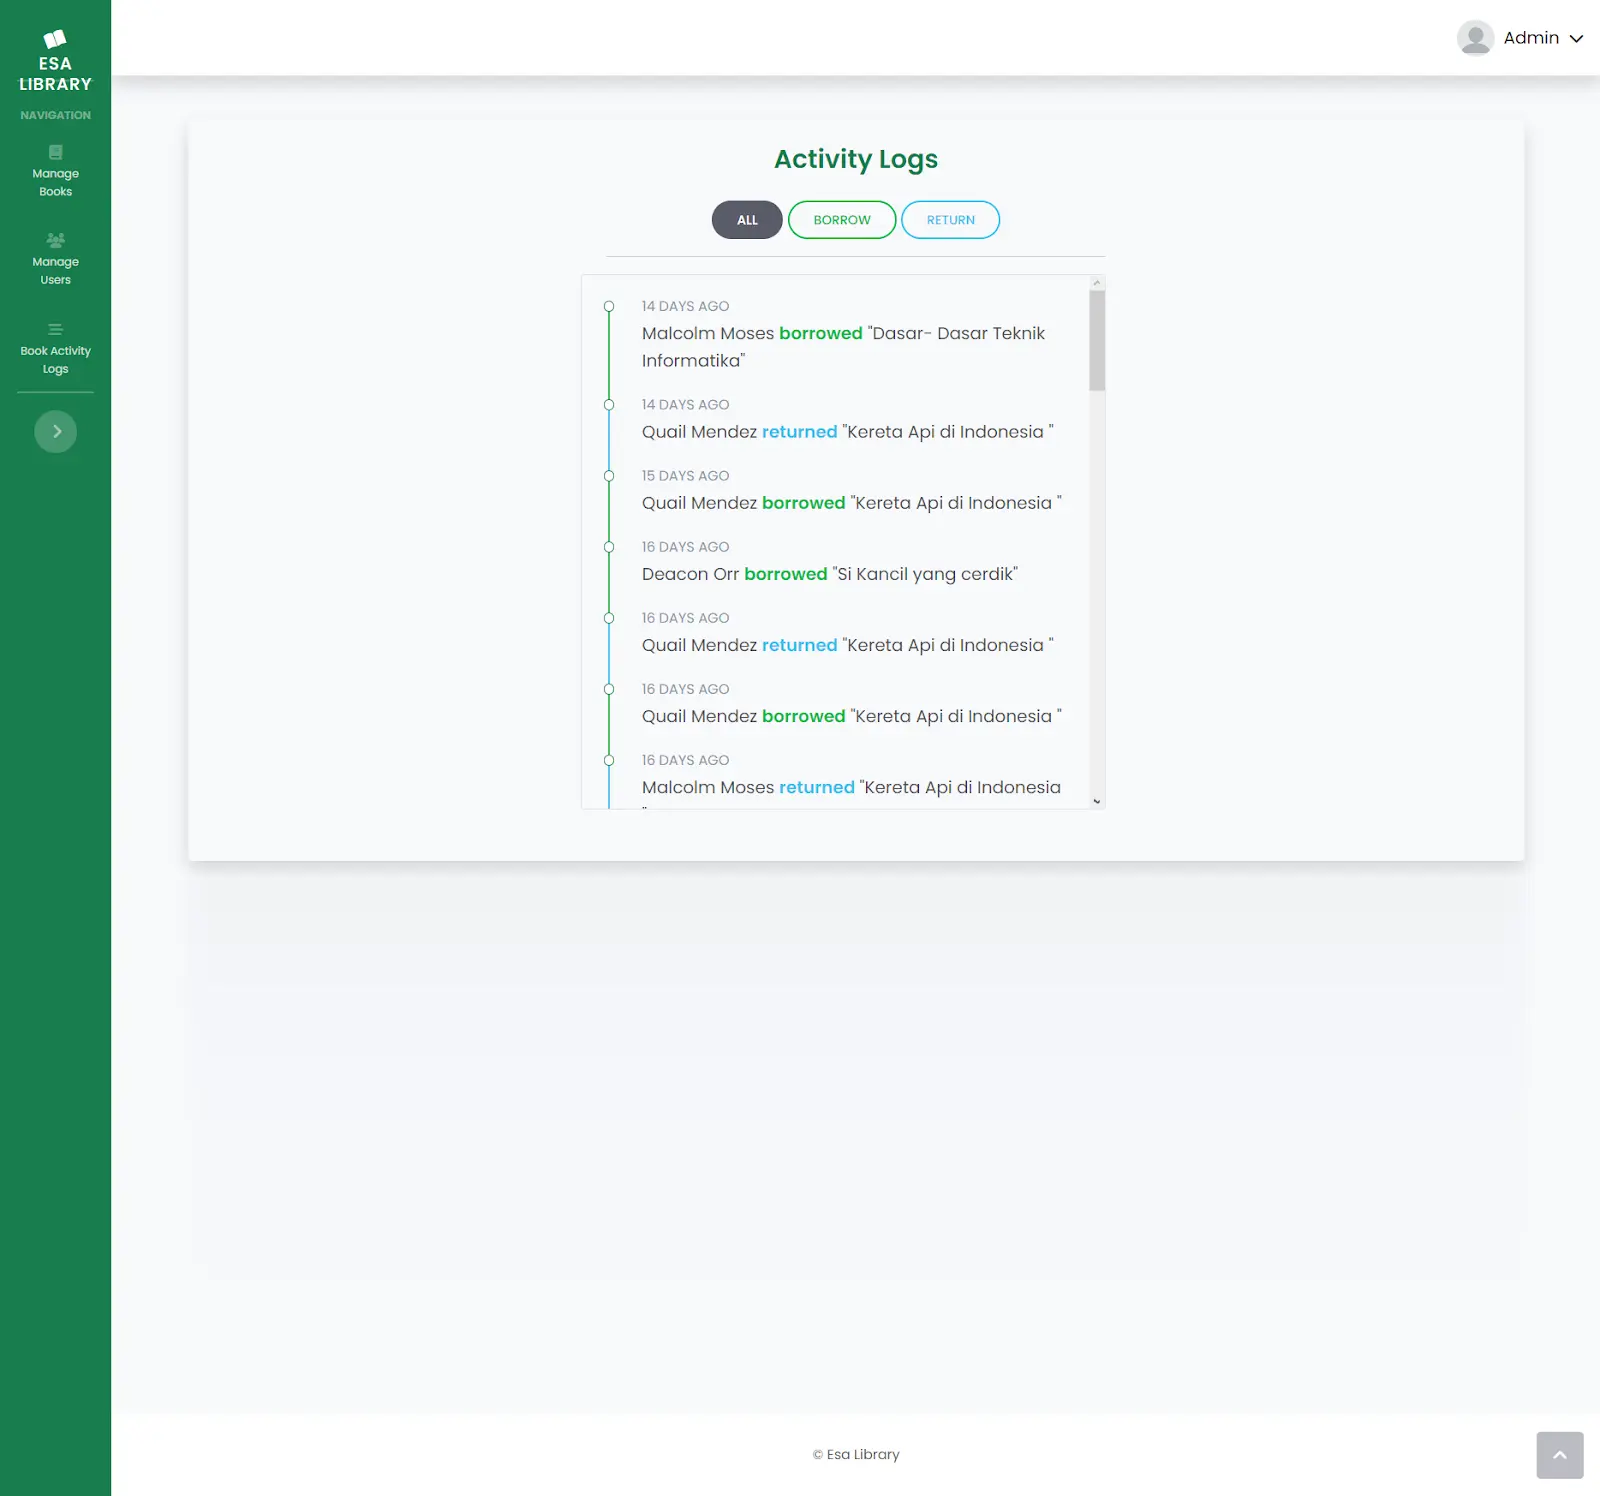 ESA
LIBRARY
NAVIGATION
Manage
Books
Manage
Users
Book Activity
Logs
Admin
Activity Logs
ALL
BORROW
RETURN
14 DAYS AGO
Malcolm Moses borrowed "Dasar- Dasar Teknik
Informatika"
14 DAYS AGO
Quail Mendez returned "Kereta Api di Indonesia "
15 DAYS AGO
Quail Mendez borrowed "Kereta Api di Indonesia "
16 DAYS AGO
Deacon Orr borrowed "Si Kancil yang cerdik"
16 DAYS AGO
Quail Mendez returned "Kereta Api di Indonesia "
16 DAYS AGO
Quail Mendez borrowed "Kereta Api di Indonesia "
16 DAYS AGO
Malcolm Moses returned "Kereta Api di Indonesia
"
© Esa Library